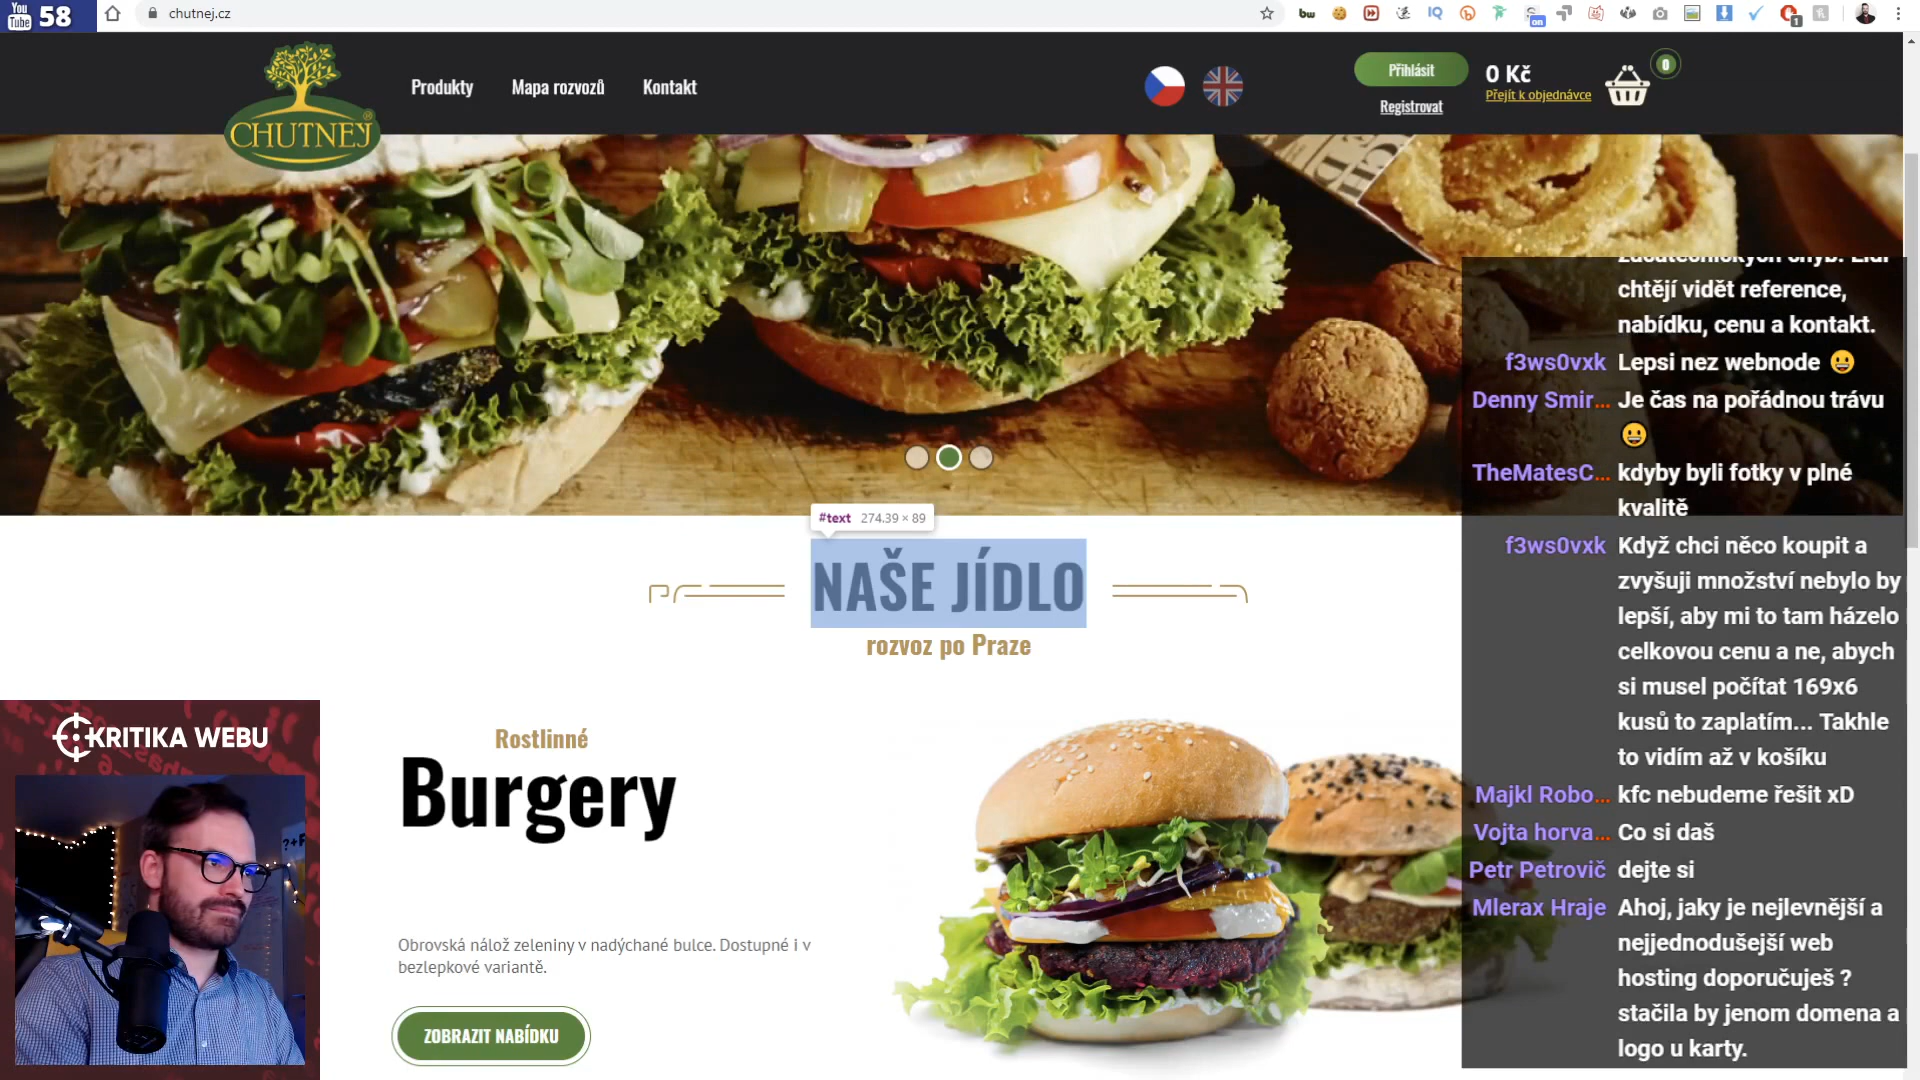 You
Tube
58
chutnej.cz
on
1
CHUTNEJ
®
Produkty
Mapa rozvozů
Kontakt
Přihlásit
Registrovat
0 Kč
Přejít k objednávce
0
#text 274.39 × 89
NAŠE JÍDLO
rozvoz po Praze
Rostlinné
Burgery
Obrovská nálož zeleniny v nadýchané bulce. Dostupné i v
bezlepkové variantě.
ZOBRAZIT NABÍDKU
KRITIKA WEBU
chtějí vidět reference,
nabídku, cenu a kontakt.
f3ws0vxk Lepsi nez webnode 😀
Denny Smir... Je čas na pořádnou trávu
😀
TheMatesC... kdyby byli fotky v plné
kvalitě
f3ws0vxk Když chci něco koupit a
zvyšuji množství nebylo by
lepší, aby mi to tam házelo
celkovou cenu a ne, abych
si musel počítat 169x6
kusů to zaplatím... Takhle
to vidím až v košíku
Majkl Robo... kfc nebudeme řešit xD
Vojta horva... Co si daš
Petr Petrovič dejte si
Mlerax Hraje Ahoj, jaky je nejlevnější a
nejjednodušejší web
hosting doporučuješ ?
stačila by jenom domena a
logo u karty.